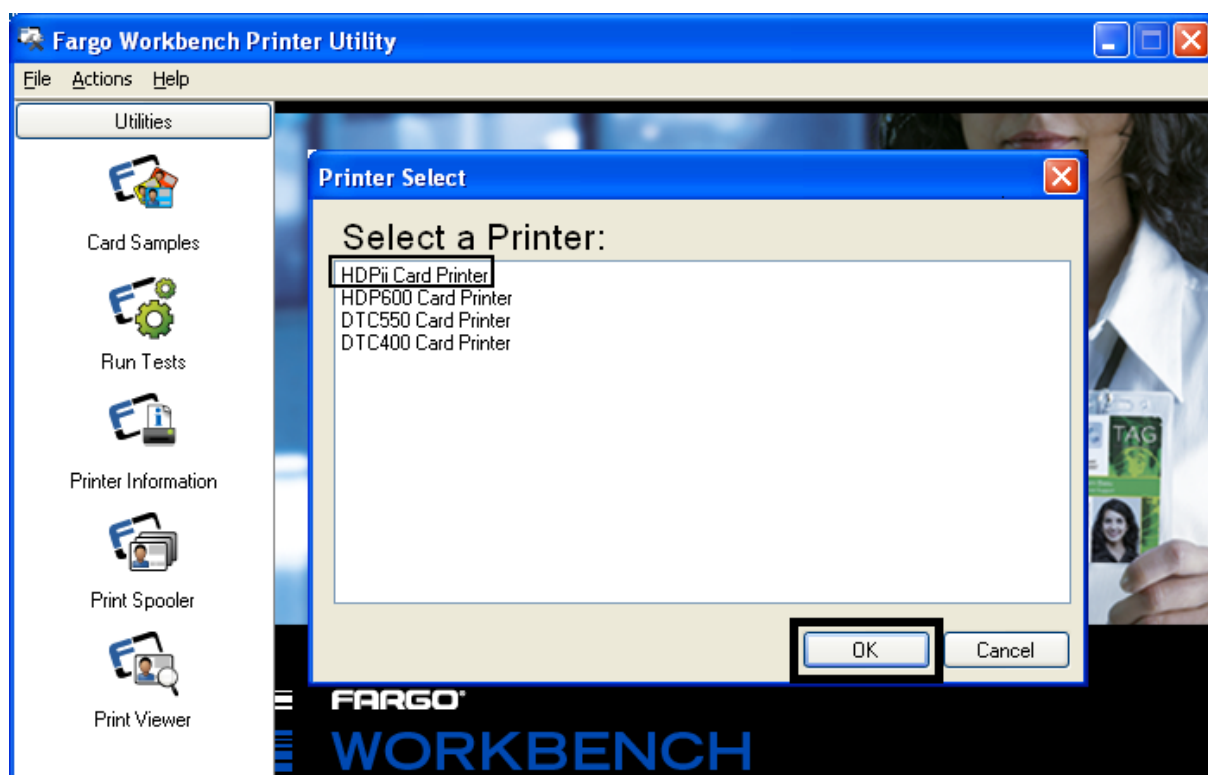 Fargo Workbench Printer Utility
File Actions Help
Utilities
Card Samples
Run Tests
Printer Information
Print Spooler
Print Viewer
Printer Select
Select a Printer:
HDPii Card Printer
HDP600 Card Printer
DTC550 Card Printer
DTC400 Card Printer
OK Cancel
TAG
FARGO
WORKBENCH